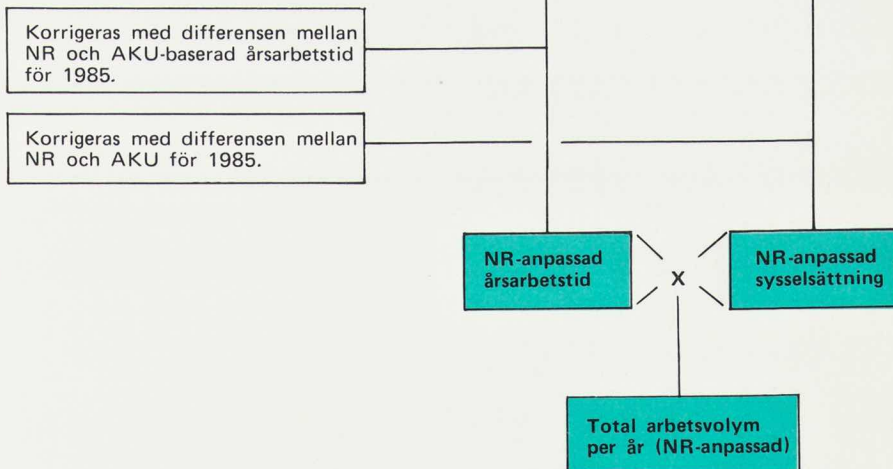 Korrigeras med differensen mellan
NR och AKU-baserad årsarbetstid
för 1985.
Korrigeras med differensen mellan
NR och AKU för 1985.
NR-anpassad
årsarbetstid
X
NR-anpassad
sysselsättning
Total arbetsvolym
per år (NR-anpassad)